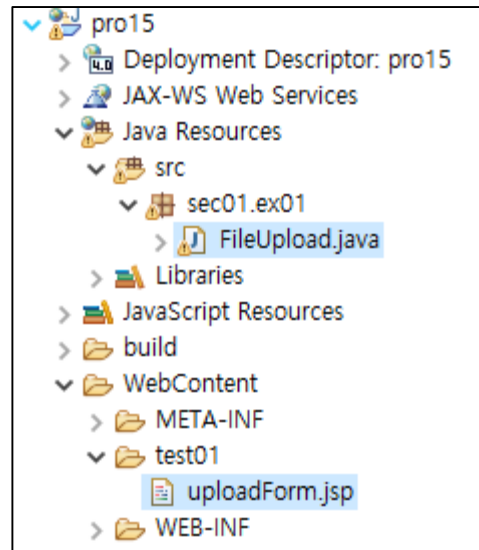 pro15
Deployment Descriptor: pro15
JAX-WS Web Services
Java Resources
src
sec01.ex01
FileUpload.java
Libraries
JavaScript Resources
build
WebContent
META-INF
test01
uploadForm.jsp
WEB-INF